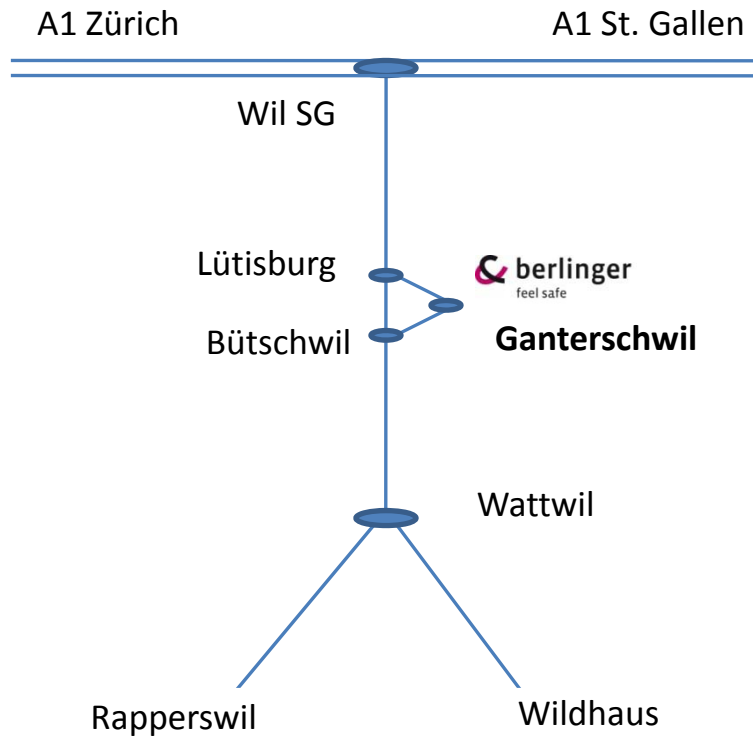 A1 Zürich
A1 St. Gallen
Wil SG
Lütisburg
berlinger
feel safe
Bütschwil
Ganterschwil
Wattwil
Rapperswil
Wildhaus